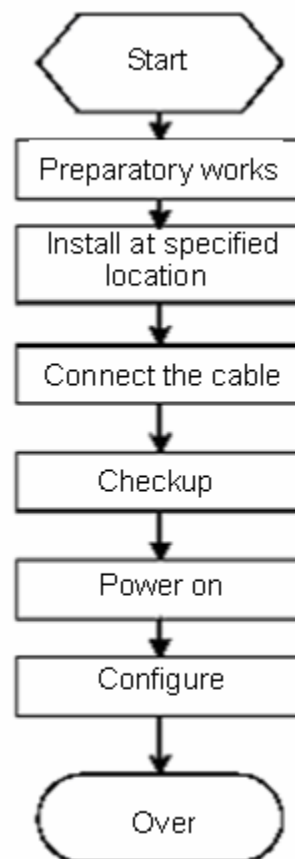 Start
Preparatory works
Install at specified
location
Connect the cable
Checkup
Power on
Configure
Over